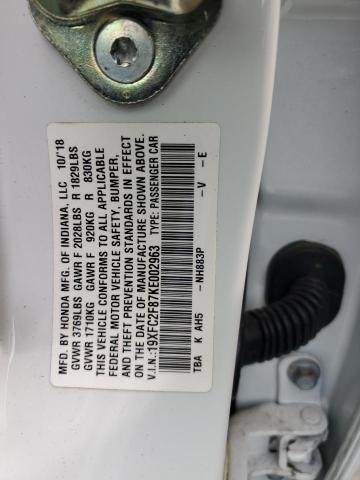 MFD. BY HONDA MFG. OF INDIANA, LLC 10/'18
GVWR 3769LBS GAWR F 2028LBS R 1829LBS
GVWR 1710KG GAWR F 920KG R 830KG
THIS VEHICLE CONFORMS TO ALL APPLICABLE
FEDERAL MOTOR VEHICLE SAFETY, BUMPER,
AND THEFT PREVENTION STANDARDS IN EFFECT
ON THE DATE OF MANUFACTURE SHOWN ABOVE.
V.I.N.:19XFC2F87KE002963 TYPE: PASSENGER CAR
-NH883P -V -E
TBA K AH5